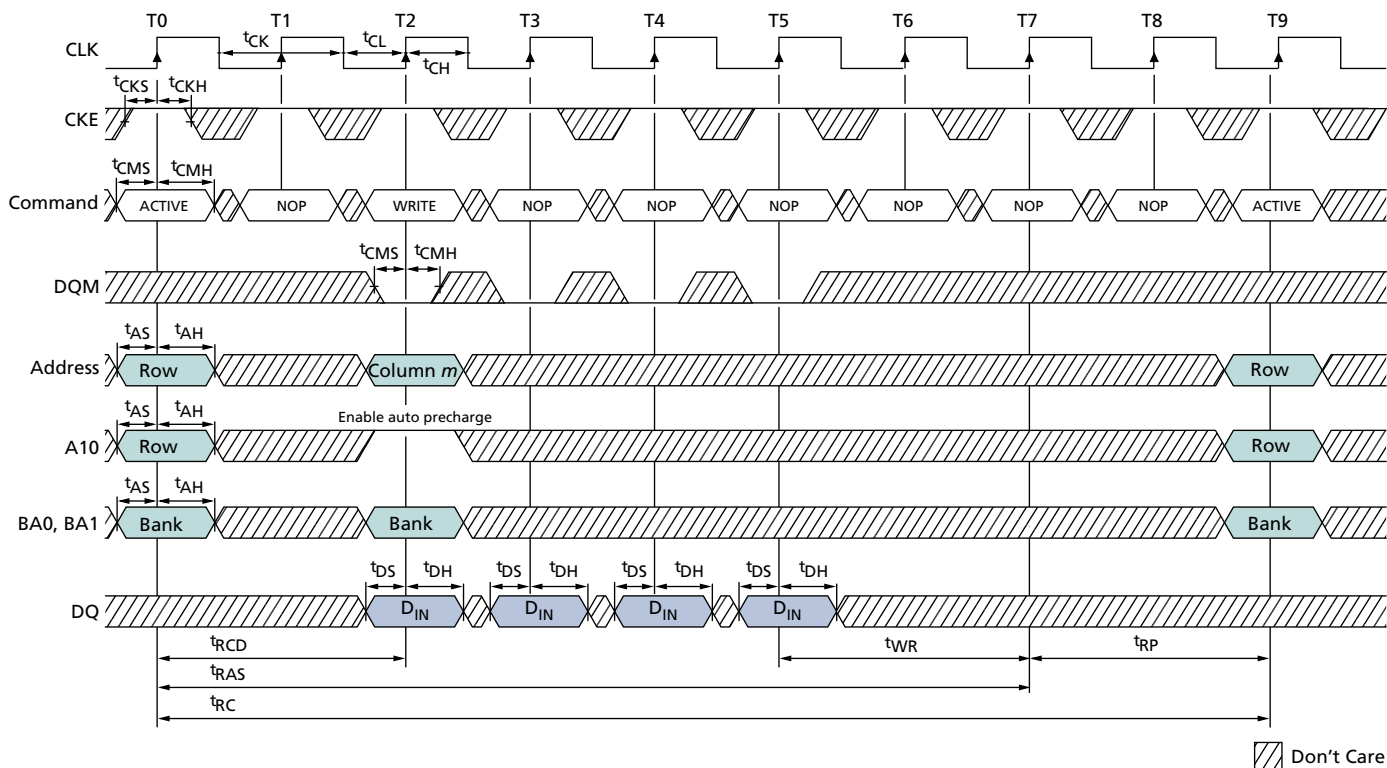 T0 T1 T2 T3 T4 T5 T6 T7 T8 T9
CLK tCK tCL tCH
tCKS tCKH
CKE
tCMS tCMH
Command ACTIVE NOP WRITE NOP NOP NOP NOP NOP NOP ACTIVE
tCMS tCMH
DQM
tAS tAH
Address Row Column m Row
tAS tAH Enable auto precharge
A10 Row Row
tAS tAH
BA0, BA1 Bank Bank Bank
tDS tDH tDS tDH tDS tDH tDS tDH
DQ DIN DIN DIN DIN
tRCD tWR tRP
tRAS
tRC
Don't Care